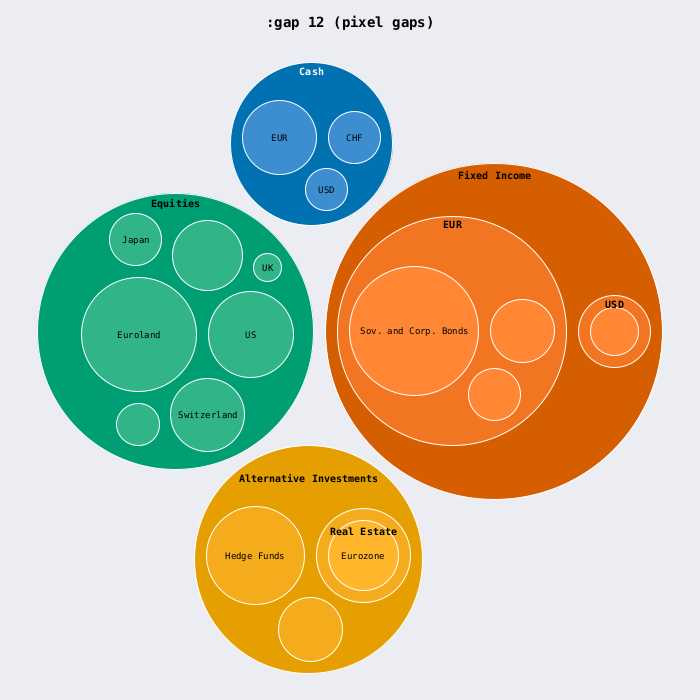 :gap 12 (pixel gaps)
Cash
EUR
CHF
USD
Fixed Income
EUR
Sov. and Corp. Bonds
USD
Equities
Japan
UK
Euroland
US
Switzerland
Alternative Investments
Hedge Funds
Real Estate
Eurozone